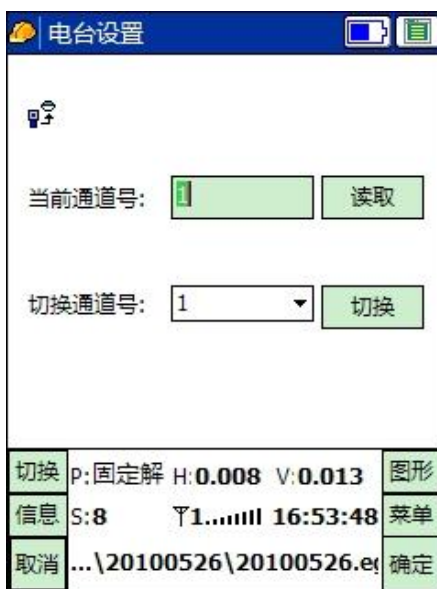 电台设置
当前通道号: 1 读取
切换通道号: 1 切换
切换 P:固定解 H:0.008 V:0.013 图形
信息 S:8 1 16:53:48 菜单
取消 ...\20100526\20100526.eg 确定